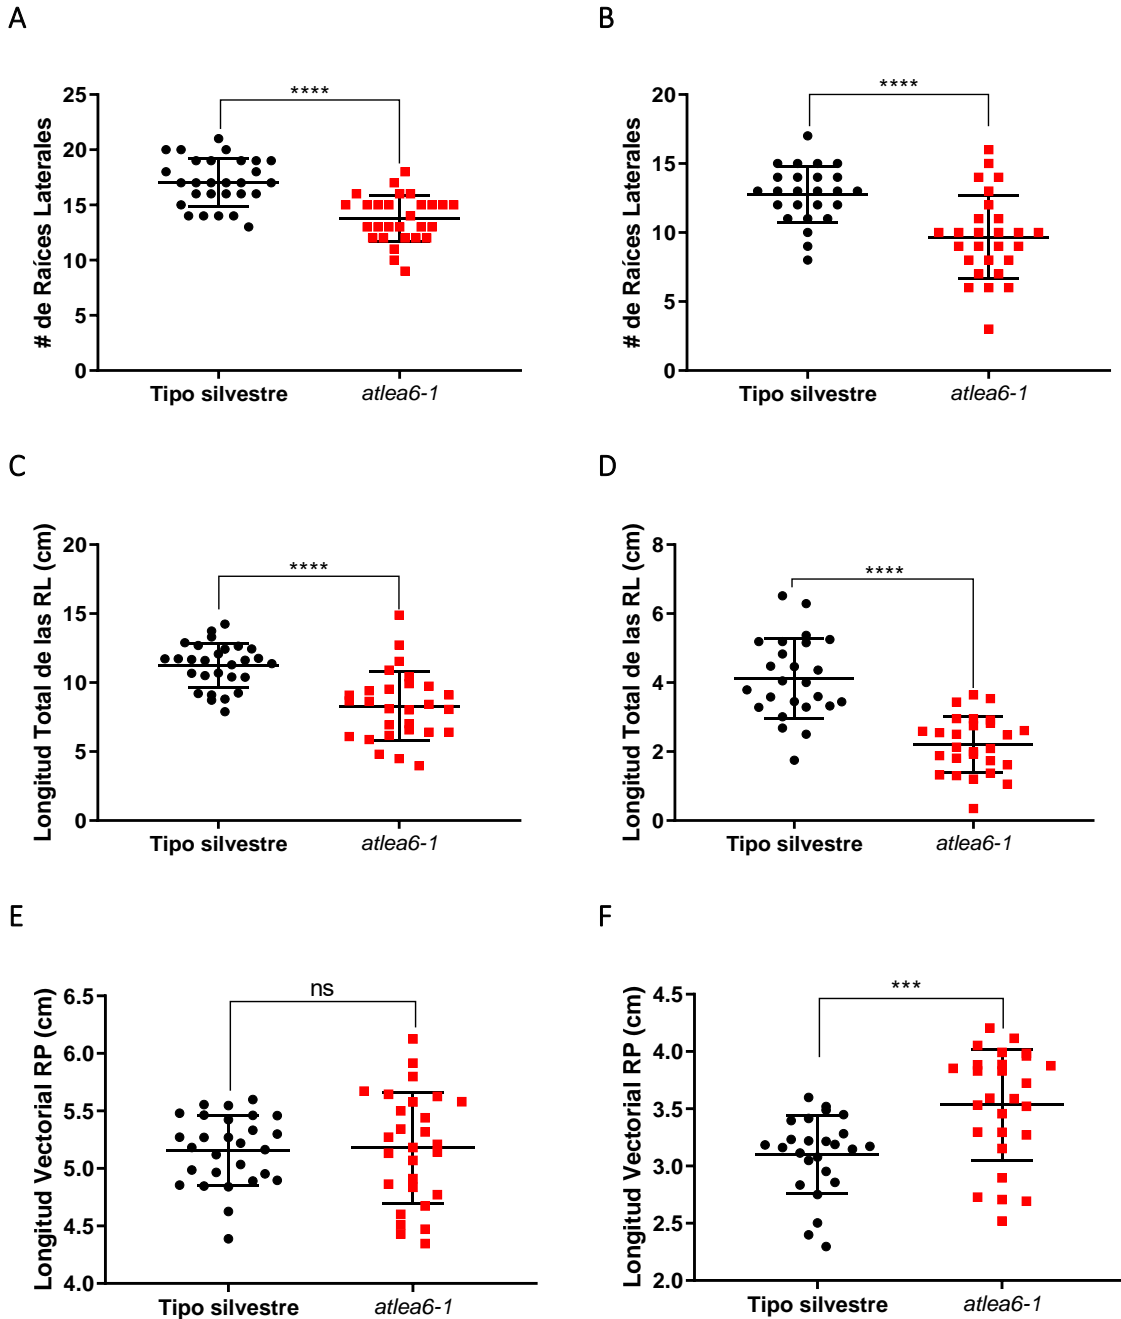 A
B
# de Raíces Laterales
25
20
15
10
5
0
****
Tipo silvestre
atlea6-1
# de Raíces Laterales
20
15
10
5
0
****
Tipo silvestre
atlea6-1
C
D
Longitud Total de las RL (cm)
20
15
10
5
0
****
Tipo silvestre
atlea6-1
Longitud Total de las RL (cm)
8
6
4
2
0
****
Tipo silvestre
atlea6-1
E
F
Longitud Vectorial RP (cm)
6.5
6.0
5.5
5.0
4.5
4.0
ns
Tipo silvestre
atlea6-1
Longitud Vectorial RP (cm)
4.5
4.0
3.5
3.0
2.5
2.0
***
Tipo silvestre
atlea6-1